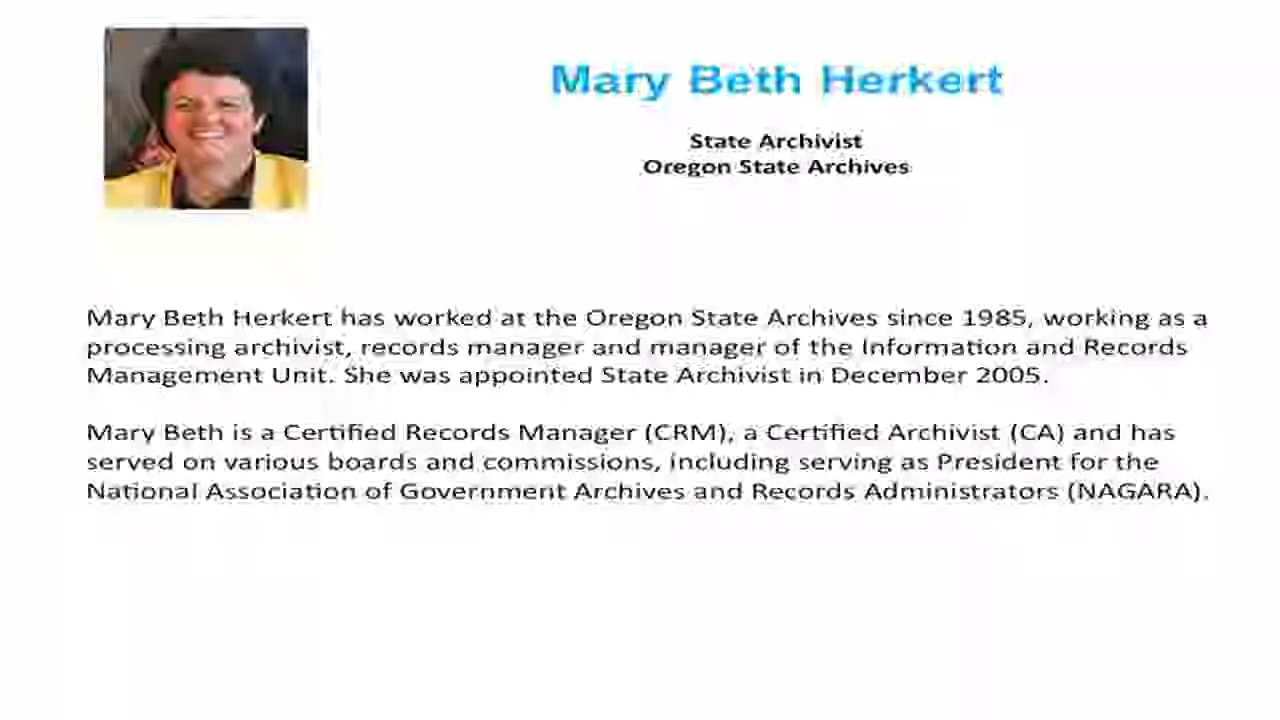 Mary Beth Herkert
State Archivist
Oregon State Archives
Mary Beth Herkert has worked at the Oregon State Archives since 1985, working as a
processing archivist, records manager and manager of the Information and Records
Management Unit. She was appointed State Archivist in December 2005.
Mary Beth is a Certified Records Manager (CRM), a Certified Archivist (CA) and has
served on various boards and commissions, including serving as President for the
National Association of Government Archives and Records Administrators (NAGARA).